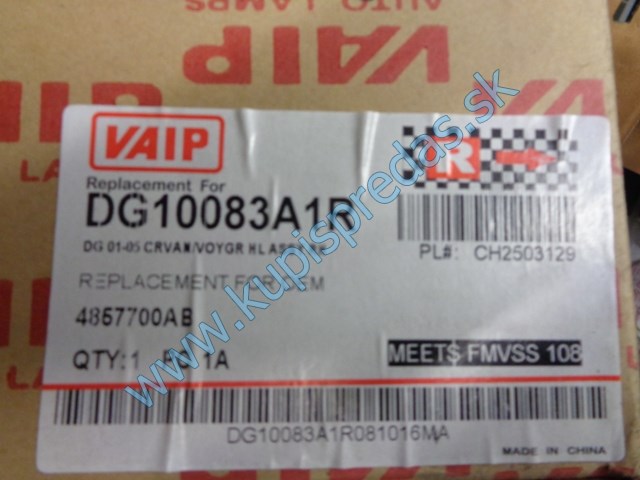 AUTO LAMPS
VAIP
VAIP
R
Replacement For
DG10083A1R
DG 01-05 CRVAN/VOYGR HL
PL#: CH2503129
REPLACEMENT FOR OEM
4857700AB
QTY:1 1A
MEETS FMVSS 108
DG10083A1R081016MA
MADE IN CHINA
www.kupispredas.sk